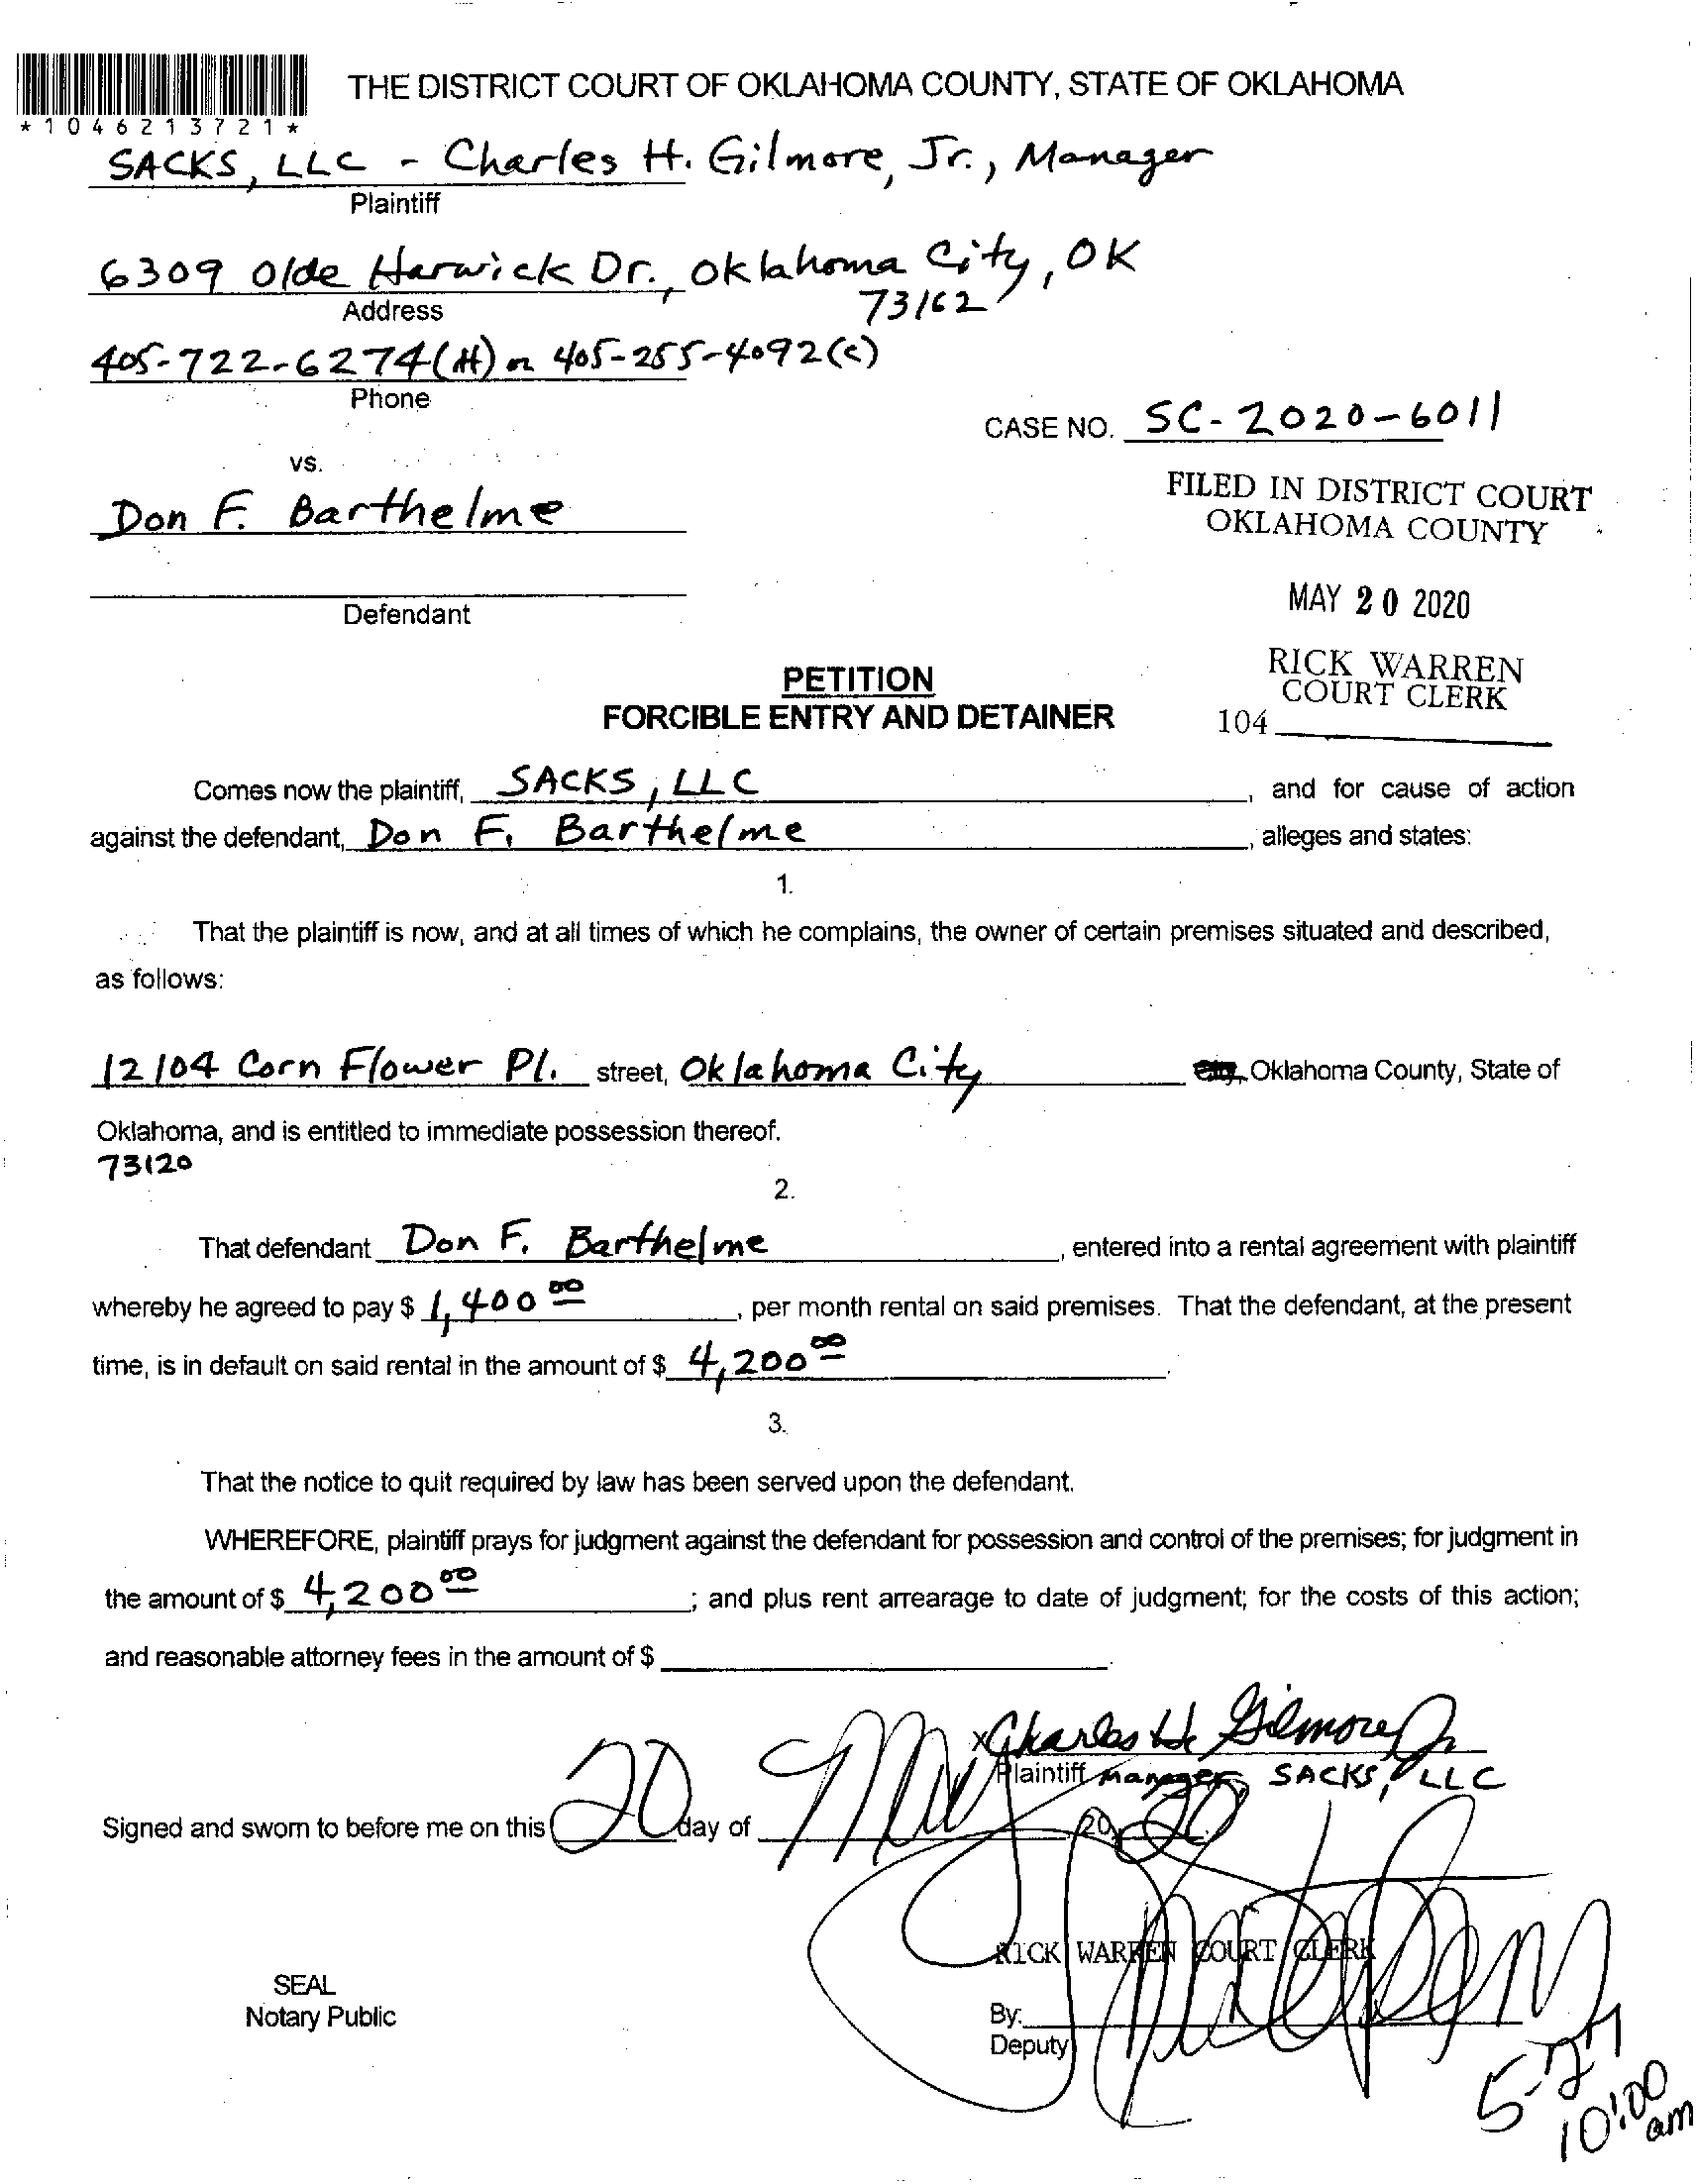 THE DISTRICT COURT OF OKLAHOMA COUNTY, STATE OF OKLAHOMA
*1046213721*
SACKS, LLC - Charles H. Gilmore, Jr., Manager
Plaintiff
6309 Olde Harwick Dr., Oklahoma City, OK
73162
Address
405-722-6274(H) or 405-255-4092(c)
Phone
CASE NO. SC-2020-6011
vs.
Don F. Barthelme
FILED IN DISTRICT COURT
OKLAHOMA COUNTY
MAY 20 2020
Defendant
RICK WARREN
COURT CLERK
104
PETITION
FORCIBLE ENTRY AND DETAINER
Comes now the plaintiff, SACKS, LLC, and for cause of action
against the defendant, Don F. Barthelme, alleges and states:
1.
That the plaintiff is now, and at all times of which he complains, the owner of certain premises situated and described,
as follows:
12104 Corn Flower Pl. street, Oklahoma City Oklahoma County, State of
Oklahoma, and is entitled to immediate possession thereof.
73120
2.
That defendant Don F. Barthelme, entered into a rental agreement with plaintiff
whereby he agreed to pay $ 1,400 00, per month rental on said premises. That the defendant, at the present
time, is in default on said rental in the amount of $ 4,200 00.
3.
That the notice to quit required by law has been served upon the defendant.
WHEREFORE, plaintiff prays for judgment against the defendant for possession and control of the premises; for judgment in
the amount of $ 4,200 00; and plus rent arrearage to date of judgment; for the costs of this action;
and reasonable attorney fees in the amount of $
x Charles H. Gilmore Jr
Plaintiff Manager, SACKS, LLC
Signed and sworn to before me on this 20 day of May, 2020.
RICK WARREN COURT CLERK
SEAL
Notary Public
By:
Deputy
5-27
10:00
am